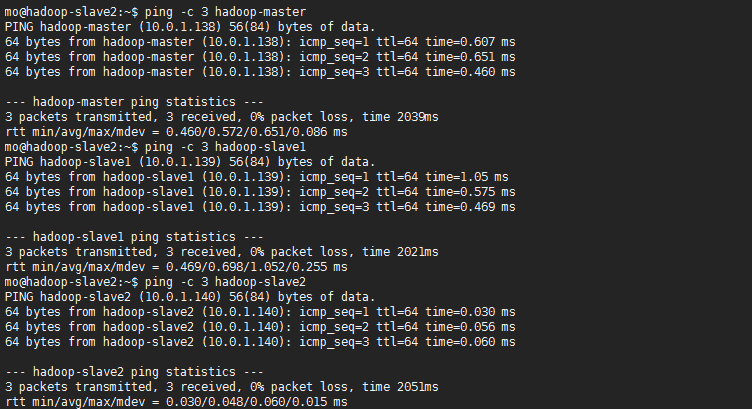 mo@hadoop-slave2:~$ ping -c 3 hadoop-master
PING hadoop-master (10.0.1.138) 56(84) bytes of data.
64 bytes from hadoop-master (10.0.1.138): icmp_seq=1 ttl=64 time=0.607 ms
64 bytes from hadoop-master (10.0.1.138): icmp_seq=2 ttl=64 time=0.651 ms
64 bytes from hadoop-master (10.0.1.138): icmp_seq=3 ttl=64 time=0.460 ms
--- hadoop-master ping statistics ---
3 packets transmitted, 3 received, 0% packet loss, time 2039ms
rtt min/avg/max/mdev = 0.460/0.572/0.651/0.086 ms
mo@hadoop-slave2:~$ ping -c 3 hadoop-slave1
PING hadoop-slave1 (10.0.1.139) 56(84) bytes of data.
64 bytes from hadoop-slave1 (10.0.1.139): icmp_seq=1 ttl=64 time=1.05 ms
64 bytes from hadoop-slave1 (10.0.1.139): icmp_seq=2 ttl=64 time=0.575 ms
64 bytes from hadoop-slave1 (10.0.1.139): icmp_seq=3 ttl=64 time=0.469 ms
--- hadoop-slave1 ping statistics ---
3 packets transmitted, 3 received, 0% packet loss, time 2021ms
rtt min/avg/max/mdev = 0.469/0.698/1.052/0.255 ms
mo@hadoop-slave2:~$ ping -c 3 hadoop-slave2
PING hadoop-slave2 (10.0.1.140) 56(84) bytes of data.
64 bytes from hadoop-slave2 (10.0.1.140): icmp_seq=1 ttl=64 time=0.030 ms
64 bytes from hadoop-slave2 (10.0.1.140): icmp_seq=2 ttl=64 time=0.056 ms
64 bytes from hadoop-slave2 (10.0.1.140): icmp_seq=3 ttl=64 time=0.060 ms
--- hadoop-slave2 ping statistics ---
3 packets transmitted, 3 received, 0% packet loss, time 2051ms
rtt min/avg/max/mdev = 0.030/0.048/0.060/0.015 ms